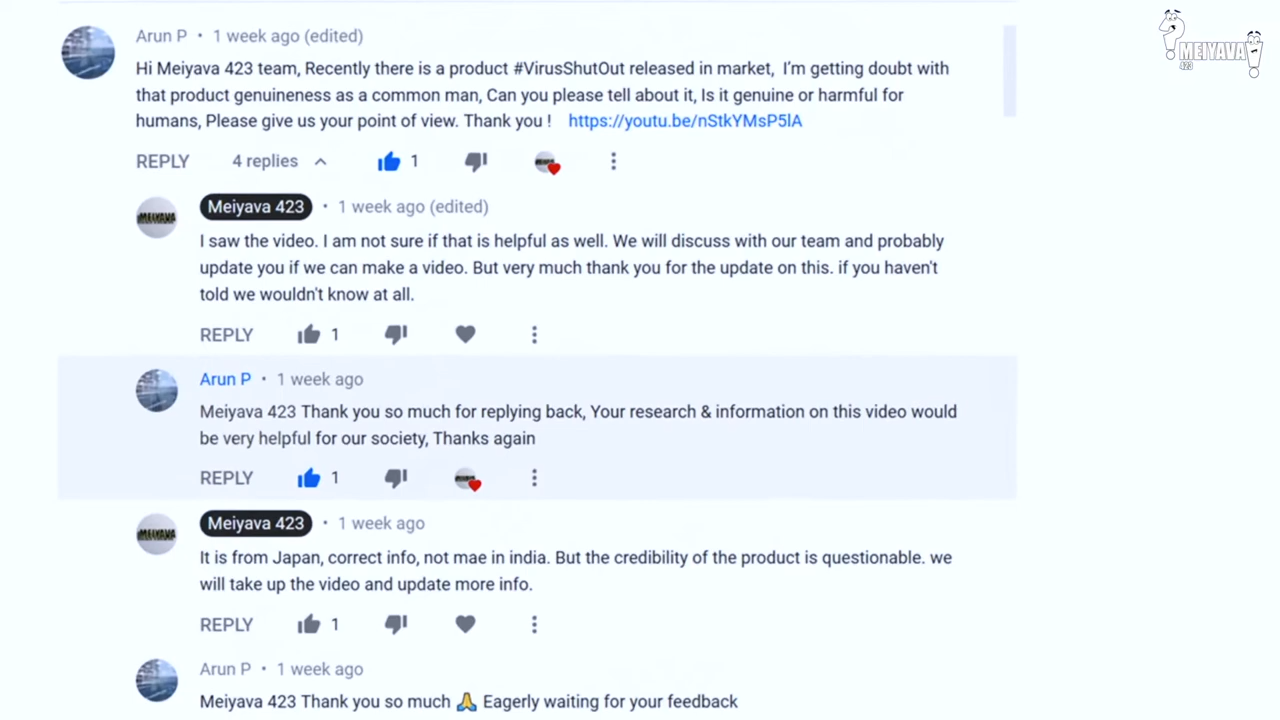 Arun P • 1 week ago (edited)
Hi Meiyava 423 team, Recently there is a product #VirusShutOut released in market, I'm getting doubt with
that product genuineness as a common man, Can you please tell about it, Is it genuine or harmful for
humans, Please give us your point of view. Thank you ! https://youtu.be/nStkYMsP5lA
REPLY 4 replies 1
Meiyava 423 • 1 week ago (edited)
I saw the video. I am not sure if that is helpful as well. We will discuss with our team and probably
update you if we can make a video. But very much thank you for the update on this. if you haven't
told we wouldn't know at all.
REPLY 1
Arun P • 1 week ago
Meiyava 423 Thank you so much for replying back, Your research & information on this video would
be very helpful for our society, Thanks again
REPLY 1
Meiyava 423 • 1 week ago
It is from Japan, correct info, not mae in india. But the credibility of the product is questionable. we
will take up the video and update more info.
REPLY 1
Arun P • 1 week ago
Meiyava 423 Thank you so much 🙏 Eagerly waiting for your feedback
MEIYAVA
423